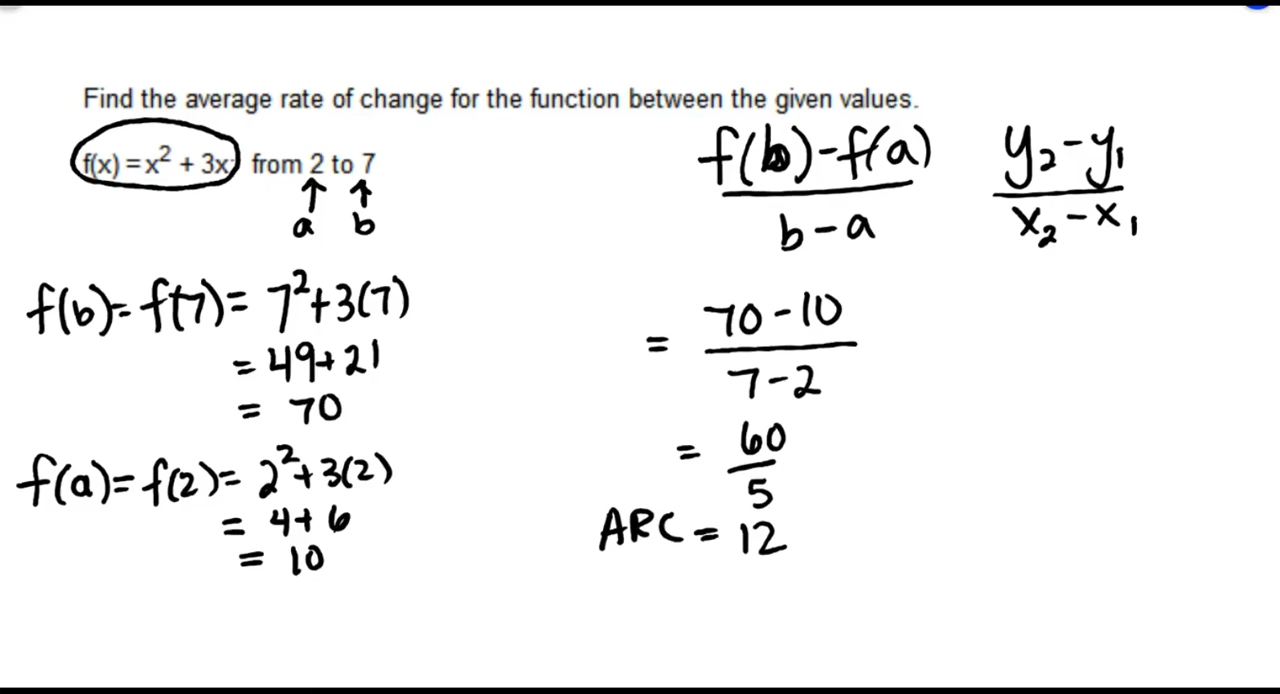 Find the average rate of change for the function between the given values.
f(x) = x² + 3x; from 2 to 7
a b
f(b) = f(7) = 7² + 3(7)
= 49 + 21
= 70
f(a) = f(2) = 2² + 3(2)
= 4 + 6
= 10
f(b) - f(a)
b - a
y₂ - y₁
x₂ - x₁
= 70 - 10
7 - 2
= 60
5
ARC = 12